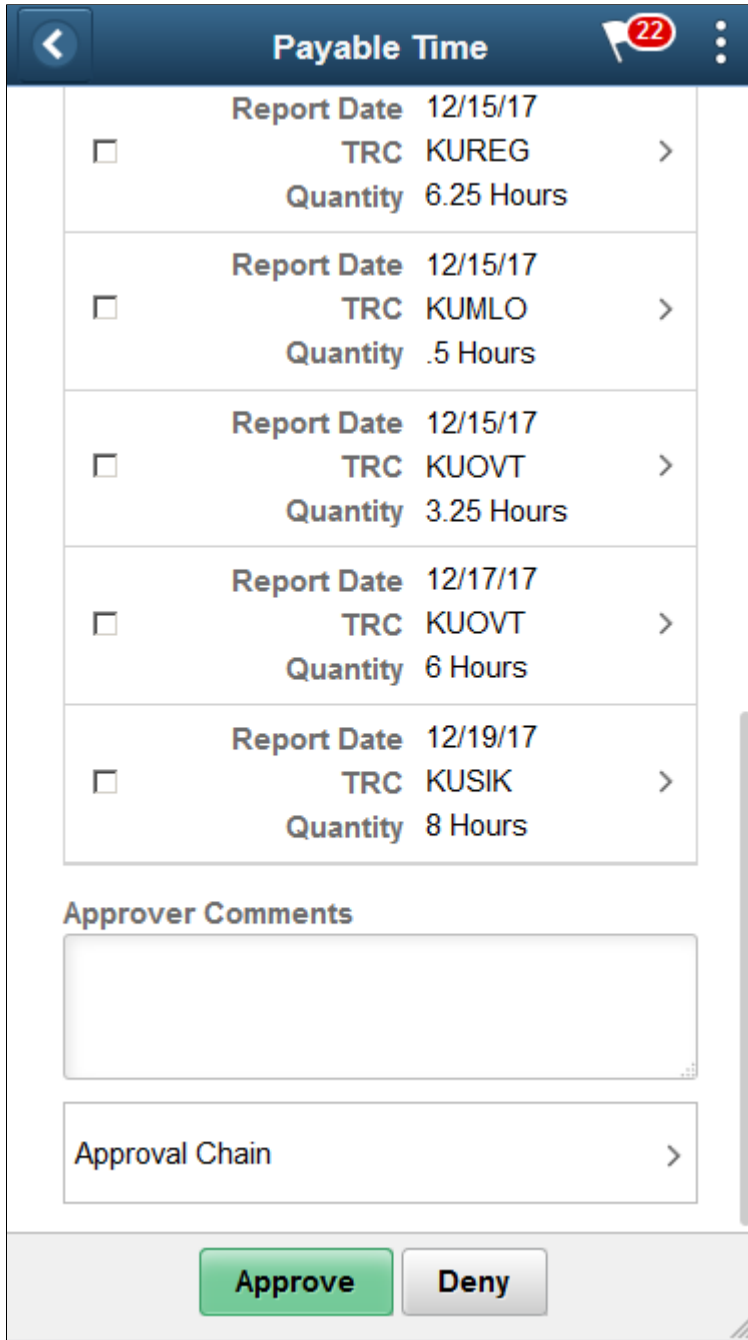 Payable Time
22
Report Date 12/15/17
TRC KUREG
Quantity 6.25 Hours
Report Date 12/15/17
TRC KUMLO
Quantity .5 Hours
Report Date 12/15/17
TRC KUOVT
Quantity 3.25 Hours
Report Date 12/17/17
TRC KUOVT
Quantity 6 Hours
Report Date 12/19/17
TRC KUSIK
Quantity 8 Hours
Approver Comments
Approval Chain
Approve Deny